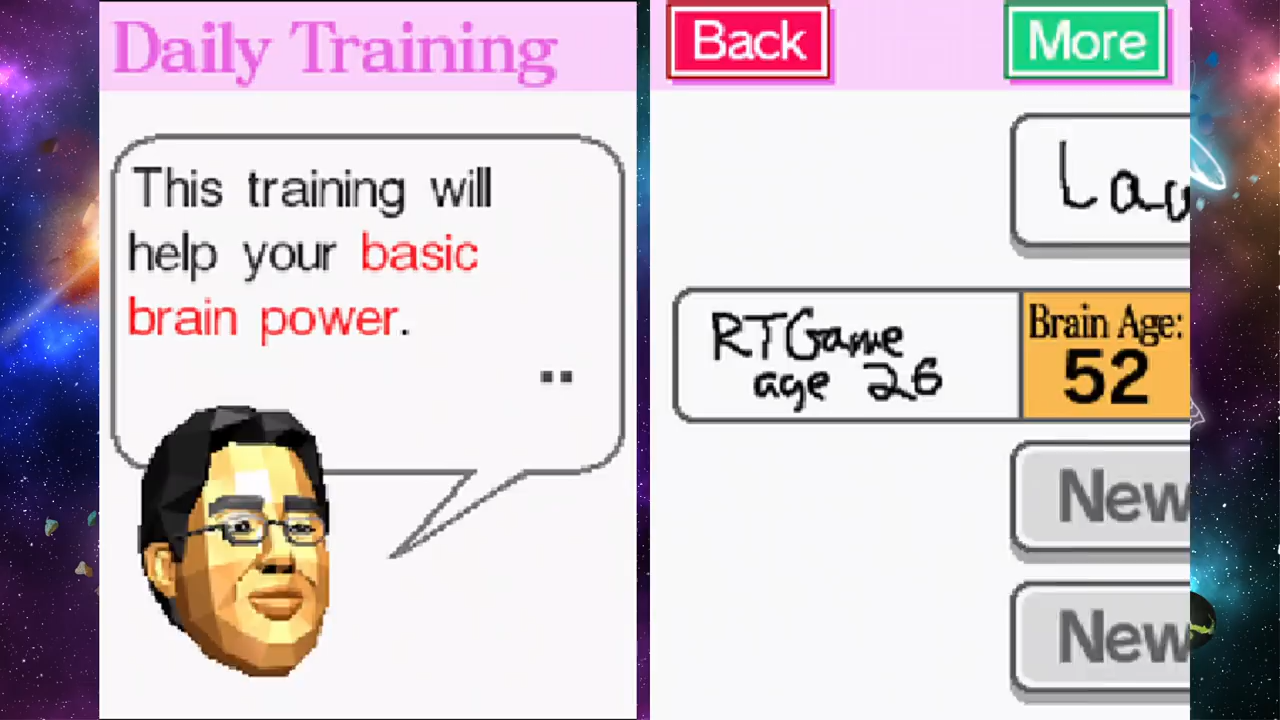 Daily Training
This training will
help your basic
brain power.
Back
More
RTGame
age 26
Brain Age:
52
New
New